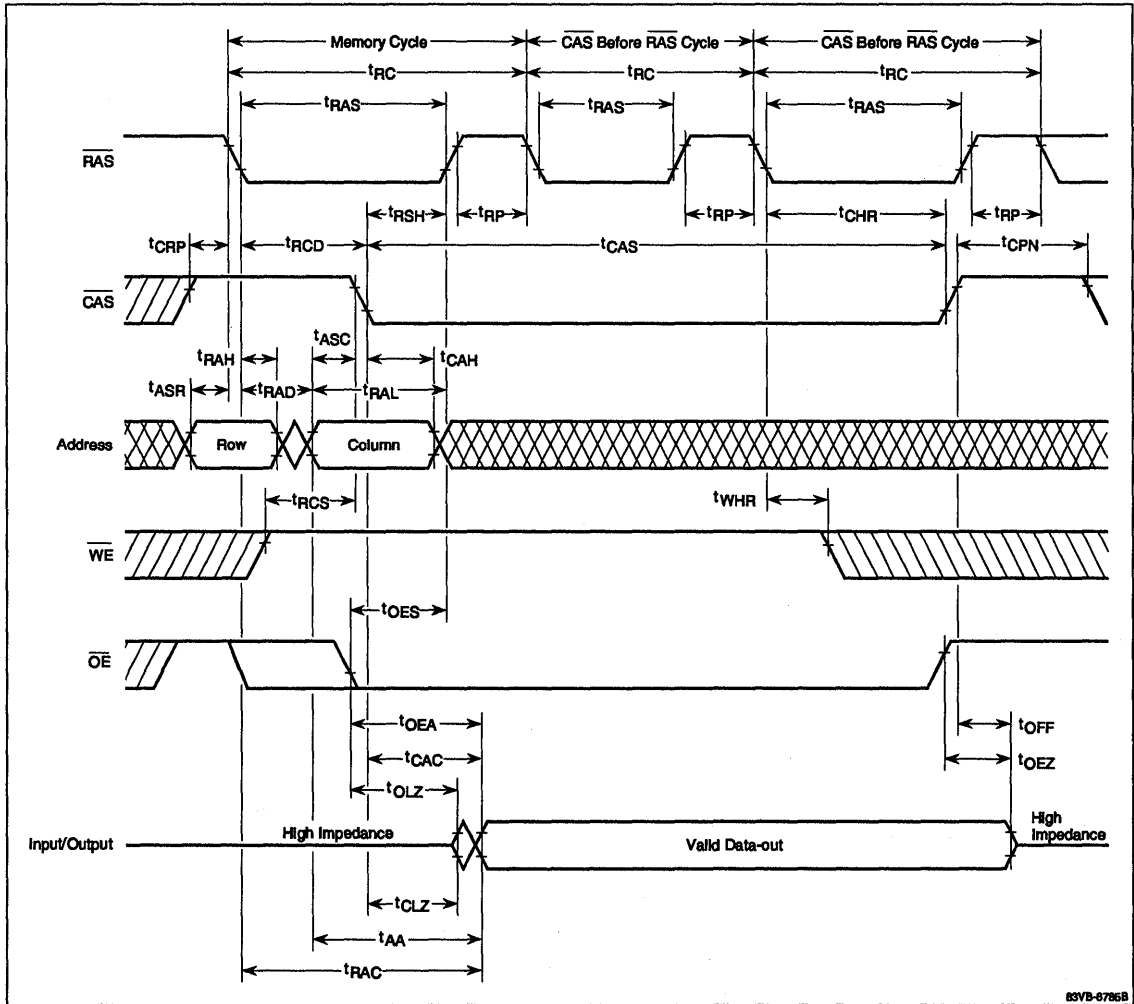 Memory Cycle CAS Before RAS Cycle CAS Before RAS Cycle
tRC tRC tRC
tRAS tRAS tRAS
RAS
tRSH tRP tRP tCHR tRP
tCRP tRCD tCAS tCPN
CAS
tASC
tRAH tCAH
tASR tRAD tRAL
Address Row Column
tRCS tWHR
WE
tOES
OE
tOEA tOFF
tCAC tOEZ
tOLZ
High Impedance High Impedance
Input/Output Valid Data-out
tCLZ
tAA
tRAC
83VB-6785B